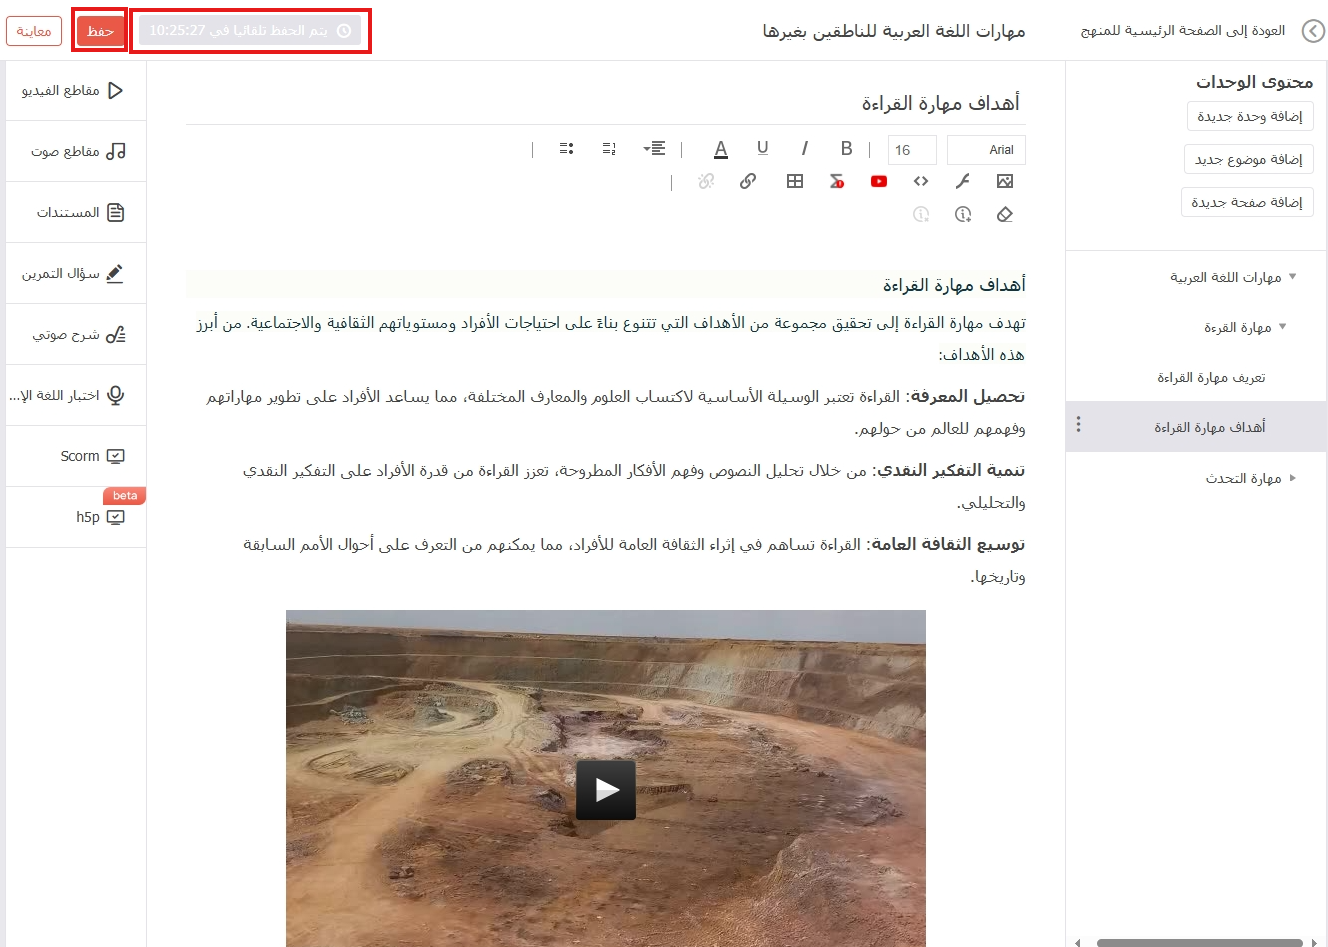 العودة إلى الصفحة الرئيسية للمنهج
مهارات اللغة العربية للناطقين بغيرها
يتم الحفظ تلقائيا في 10:25:27
حفظ
معاينة
محتوى الوحدات
إضافة وحدة جديدة
إضافة موضوع جديد
إضافة صفحة جديدة
مهارات اللغة العربية
مهارة القرءة
تعريف مهارة القراءة
أهداف مهارة القراءة
مهارة التحدث
أهداف مهارة القراءة
Arial
16
B
I
U
A
أهداف مهارة القراءة
تهدف مهارة القراءة إلى تحقيق مجموعة من الأهداف التي تتنوع بناءً على احتياجات الأفراد ومستوياتهم الثقافية والاجتماعية. من أبرز
هذه الأهداف:
تحصيل المعرفة: القراءة تعتبر الوسيلة الأساسية لاكتساب العلوم والمعارف المختلفة، مما يساعد الأفراد على تطوير مهاراتهم
وفهمهم للعالم من حولهم.
تنمية التفكير النقدي: من خلال تحليل النصوص وفهم الأفكار المطروحة، تعزز القراءة من قدرة الأفراد على التفكير النقدي
والتحليلي.
توسيع الثقافة العامة: القراءة تساهم في إثراء الثقافة العامة للأفراد، مما يمكنهم من التعرف على أحوال الأمم السابقة
وتاريخها.
مقاطع الفيديو
مقاطع صوت
المستندات
سؤال التمرين
شرح صوتي
اختبار اللغة الإ...
Scorm
beta
h5p